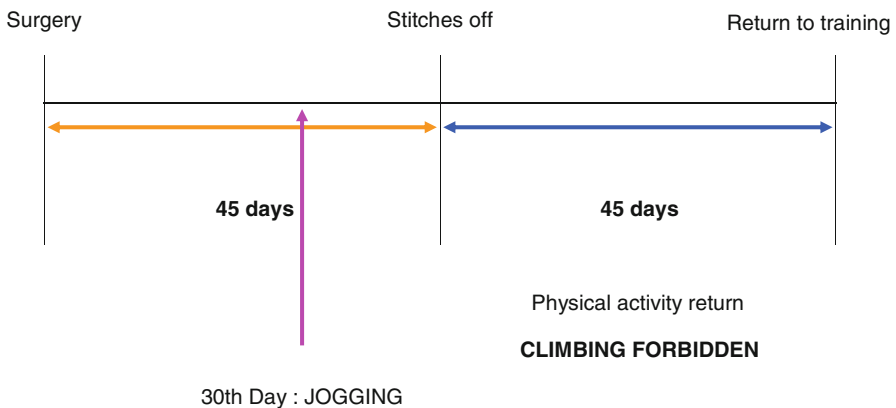 Surgery
Stitches off
Return to training
45 days
45 days
Physical activity return
CLIMBING FORBIDDEN
30th Day : JOGGING